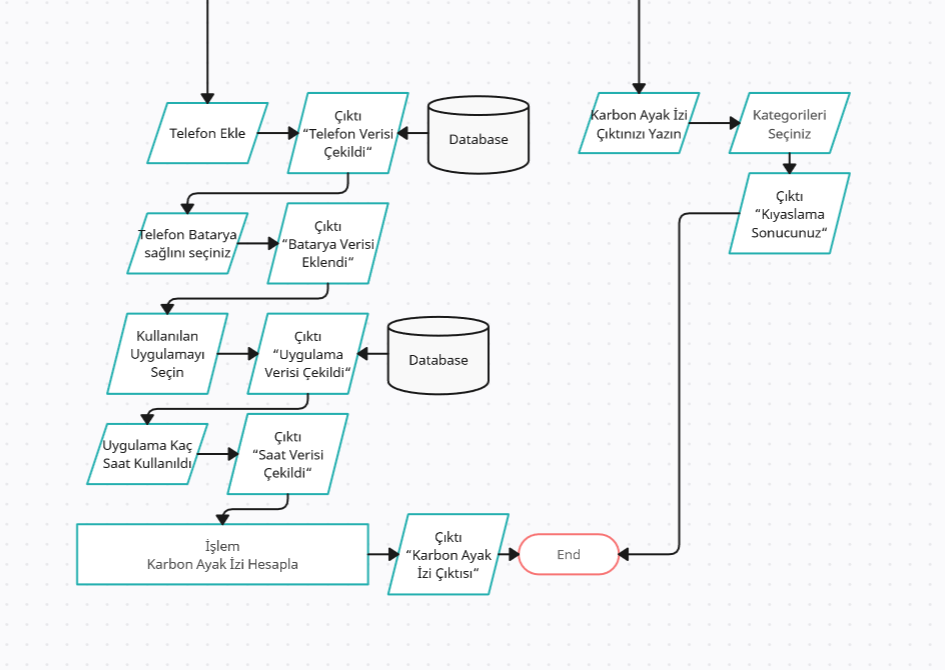 Telefon Ekle
Çıktı
“Telefon Verisi
Çekildi“
Database
Karbon Ayak İzi
Çıktınızı Yazın
Kategorileri
Seçiniz
Telefon Batarya
sağlını seçiniz
Çıktı
“Batarya Verisi
Eklendi“
Çıktı
“Kıyaslama
Sonucunuz“
Kullanılan
Uygulamayı
Seçin
Çıktı
“Uygulama
Verisi Çekildi“
Database
Uygulama Kaç
Saat Kullanıldı
Çıktı
“Saat Verisi
Çekildi“
İşlem
Karbon Ayak İzi Hesapla
Çıktı
“Karbon Ayak
İzi Çıktısı“
End